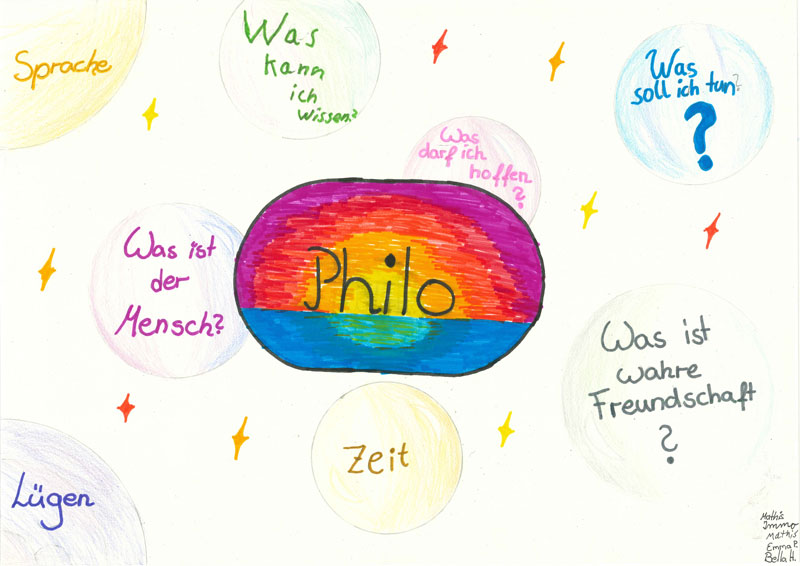 Sprache
Was
kann
ich
Wissen?
Was
soll ich tun?
?
Was
darf ich
hoffen
?
Was ist
der
Mensch?
Philo
Was ist
wahre
Freundschaft
?
Zeit
Lügen
Mathis
Immo
Mathis
Emma P.
Bella H.